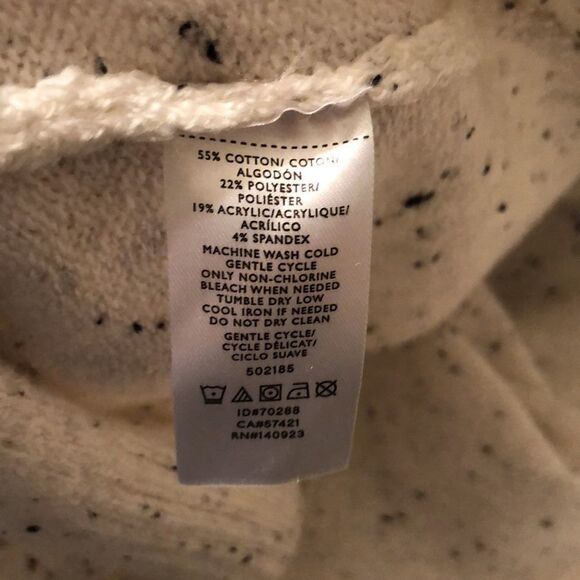 55% COTTON/ COTON/
ALGODÓN
22% POLYESTER/
POLIÉSTER
19% ACRYLIC/ACRYLIQUE/
ACRÍLICO
4% SPANDEX
MACHINE WASH COLD
GENTLE CYCLE
ONLY NON-CHLORINE
BLEACH WHEN NEEDED
TUMBLE DRY LOW
COOL IRON IF NEEDED
DO NOT DRY CLEAN
GENTLE CYCLE/
CYCLE DÉLICAT/
CICLO SUAVE
502185
ID#70288
CA#57421
RN#140923